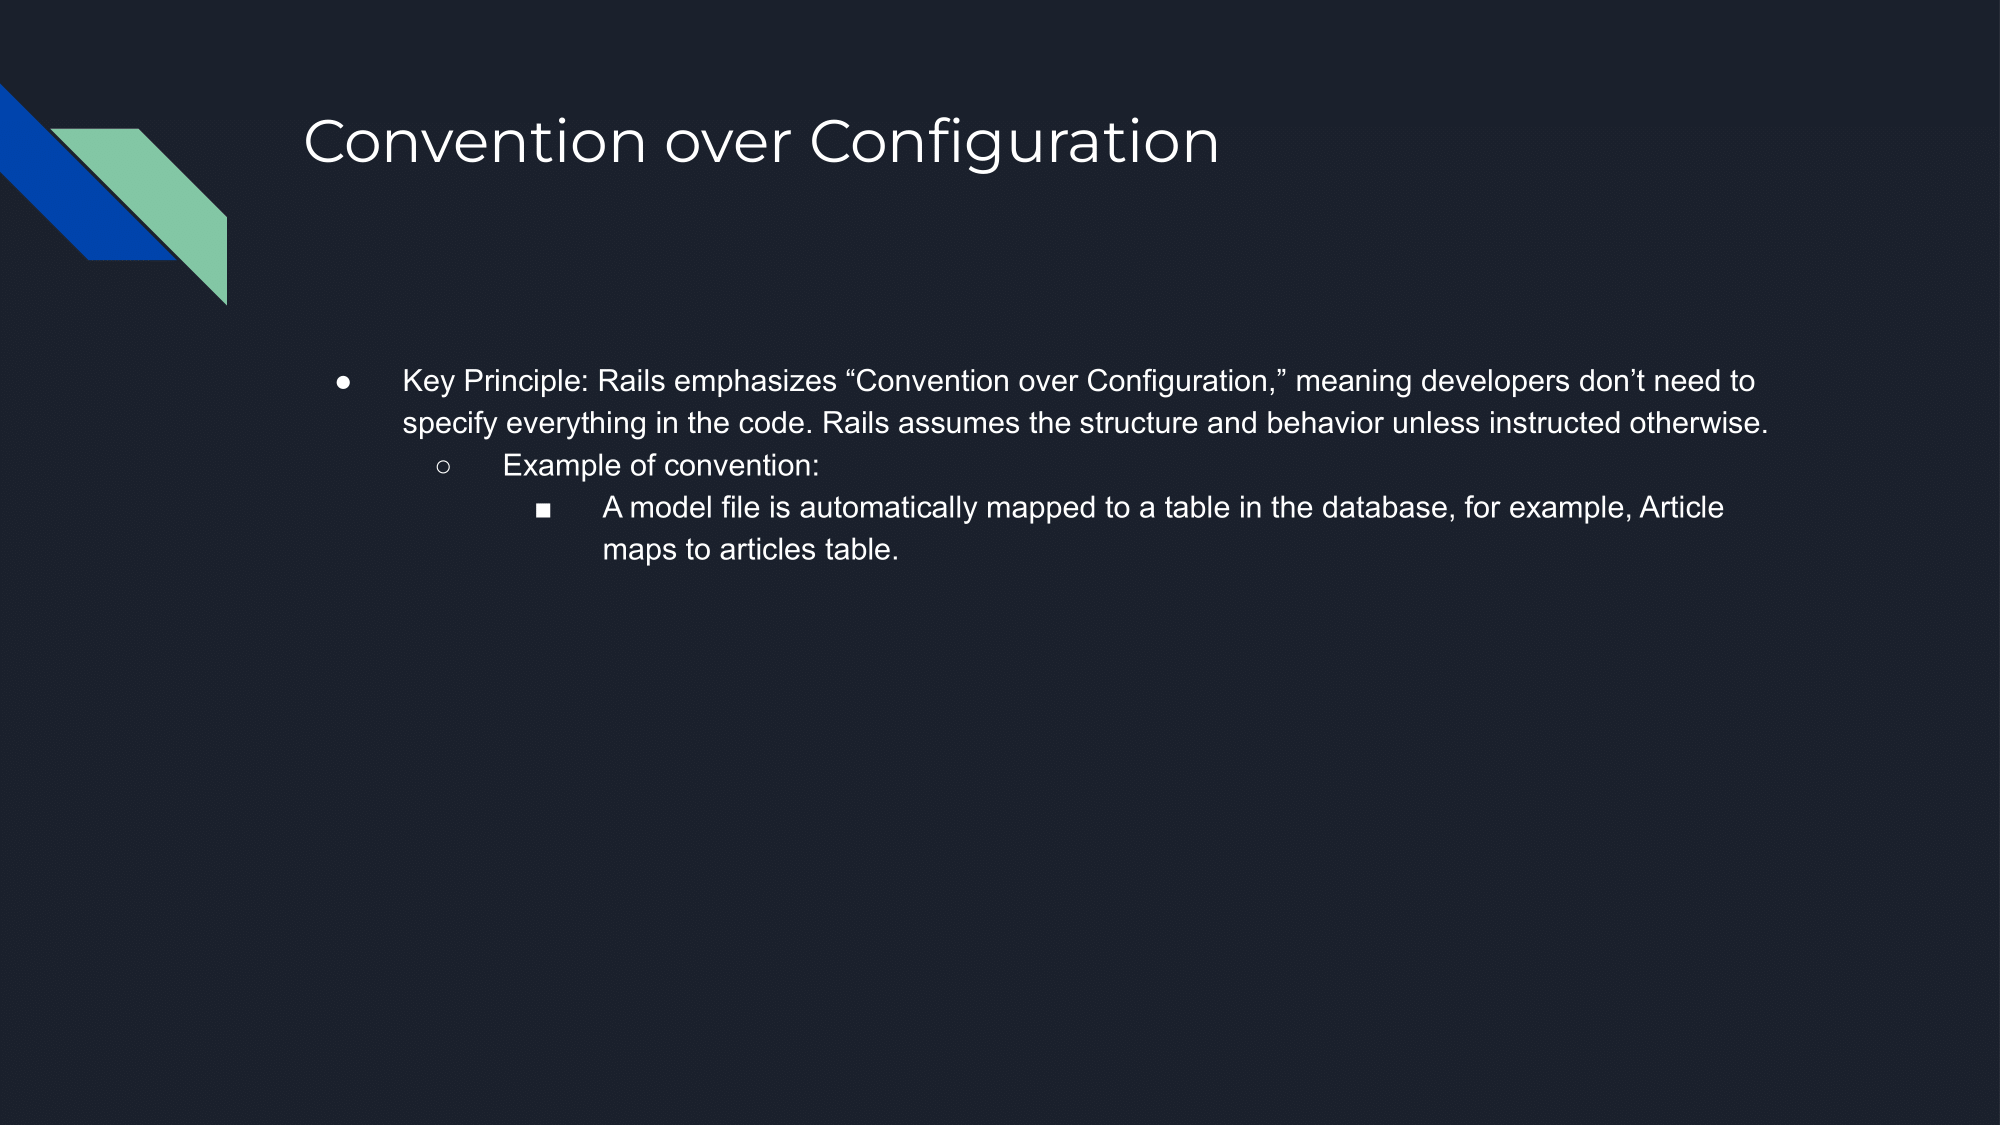 Convention over Configuration
● Key Principle: Rails emphasizes “Convention over Configuration,” meaning developers don’t need to
specify everything in the code. Rails assumes the structure and behavior unless instructed otherwise.
○ Example of convention:
■ A model file is automatically mapped to a table in the database, for example, Article
maps to articles table.